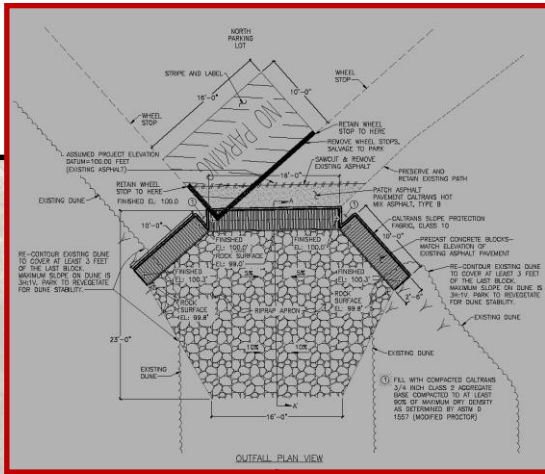 NORTH
PARKING
LOT
STRIPE AND LABEL
18'-0"
10'-0"
WHEEL
STOP
WHEEL
STOP
NO PARKING
RETAIN WHEEL
STOP TO HERE
REMOVE WHEEL STOPS,
SALVAGE TO PARK
SAWCUT & REMOVE
EXISTING ASPHALT
ASSUMED PROJECT ELEVATION
DATUM=100.00 FEET
(EXISTING ASPHALT)
18'-0"
PRESERVE AND
RETAIN EXISTING PATH
RETAIN WHEEL
STOP TO HERE
FINISHED EL. 100.0
PATCH ASPHALT
PAVEMENT CALTRANS HOT
MIX ASPHALT, TYPE B
EXISTING DUNE
A
1
1
CALTRANS SLOPE PROTECTION
FABRIC, CLASS 10
10'-0"
10'-0"
PRECAST CONCRETE BLOCKS-
MATCH ELEVATION OF
EXISTING ASPHALT PAVEMENT
FINISHED
EL: 100.0'
ROCK SURFACE
EL: 99.0'
FINISHED
EL: 100.0'
ROCK SURFACE
RE-CONTOUR EXISTING DUNE
TO COVER AT LEAST 3 FEET
OF THE LAST BLOCK.
MAXIMUM SLOPE ON DUNE IS
3H:1V. PARK TO REVEGETATE
FOR DUNE STABILITY.
FINISHED
EL: 100.3'
FINISHED
EL: 100.3'
RE-CONTOUR EXISTING DUNE
TO COVER AT LEAST 3 FEET
OF THE LAST BLOCK.
MAXIMUM SLOPE ON DUNE IS
3H:1V. PARK TO REVEGETATE
FOR DUNE STABILITY.
2'-6"
ROCK
SURFACE
EL: 99.8'
ROCK
SURFACE
EL: 99.8'
RIPRAP APRON
EXISTING DUNE
23'-0"
10%
10%
EXISTING
DUNE
EXISTING
DUNE
A'
16'-0"
1 FILL WITH COMPACTED CALTRANS
3/4 INCH CLASS 2 AGGREGATE
BASE COMPACTED TO AT LEAST
90% OF MAXIMUM DRY DENSITY
AS DETERMINED BY ASTM D
1557 (MODIFIED PROCTOR)
OUTFALL PLAN VIEW